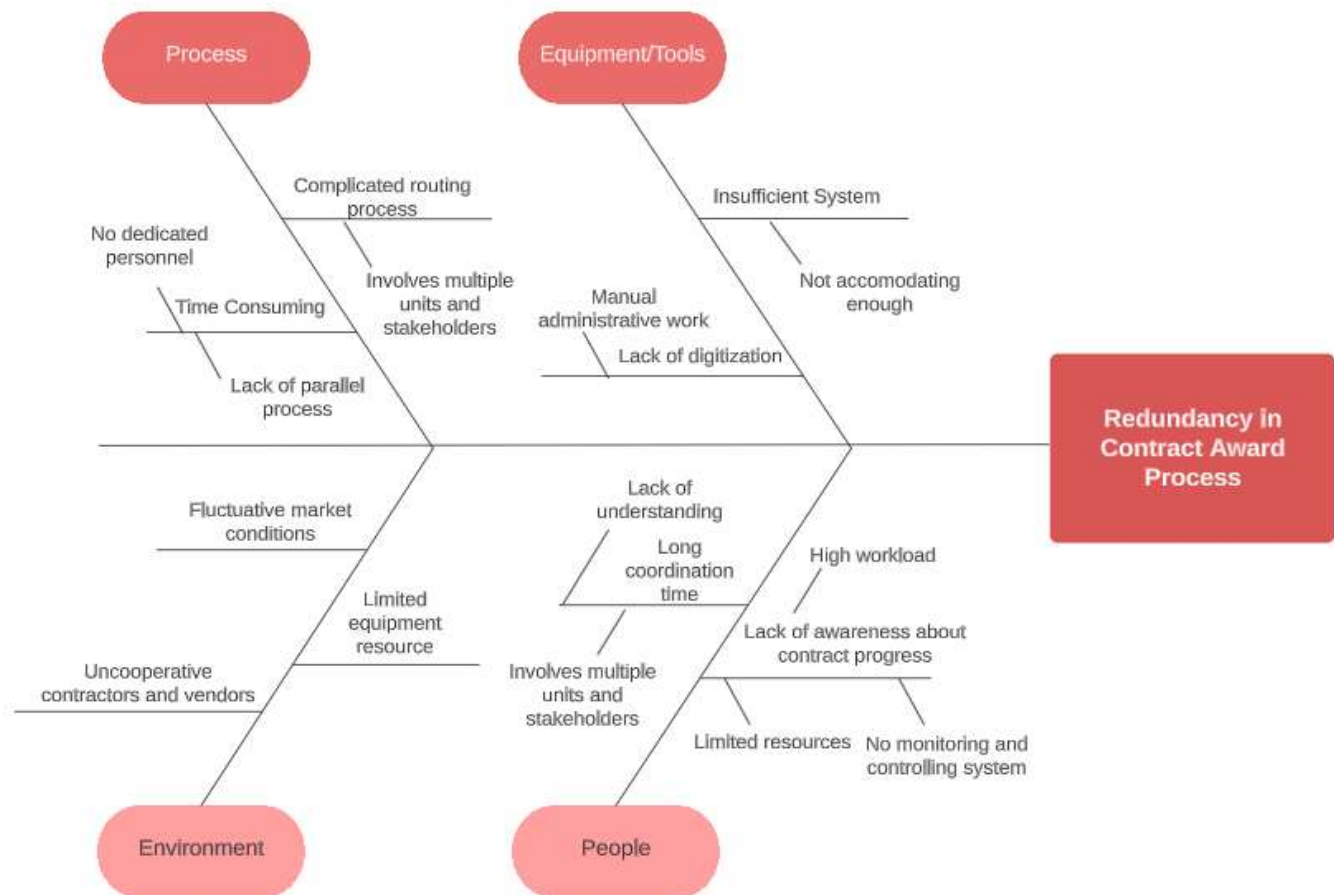 Process
Equipment/Tools
Complicated routing
process
Insufficient System
No dedicated
personnel
Involves multiple
units and
stakeholders
Not accomodating
enough
Time Consuming
Manual
administrative work
Lack of digitization
Lack of parallel
process
Redundancy in
Contract Award
Process
Fluctuative market
conditions
Lack of
understanding
Long
coordination
time
High workload
Limited
equipment
resource
Lack of awareness about
contract progress
Uncooperative
contractors and vendors
Involves multiple
units and
stakeholders
Limited resources
No monitoring and
controlling system
Environment
People